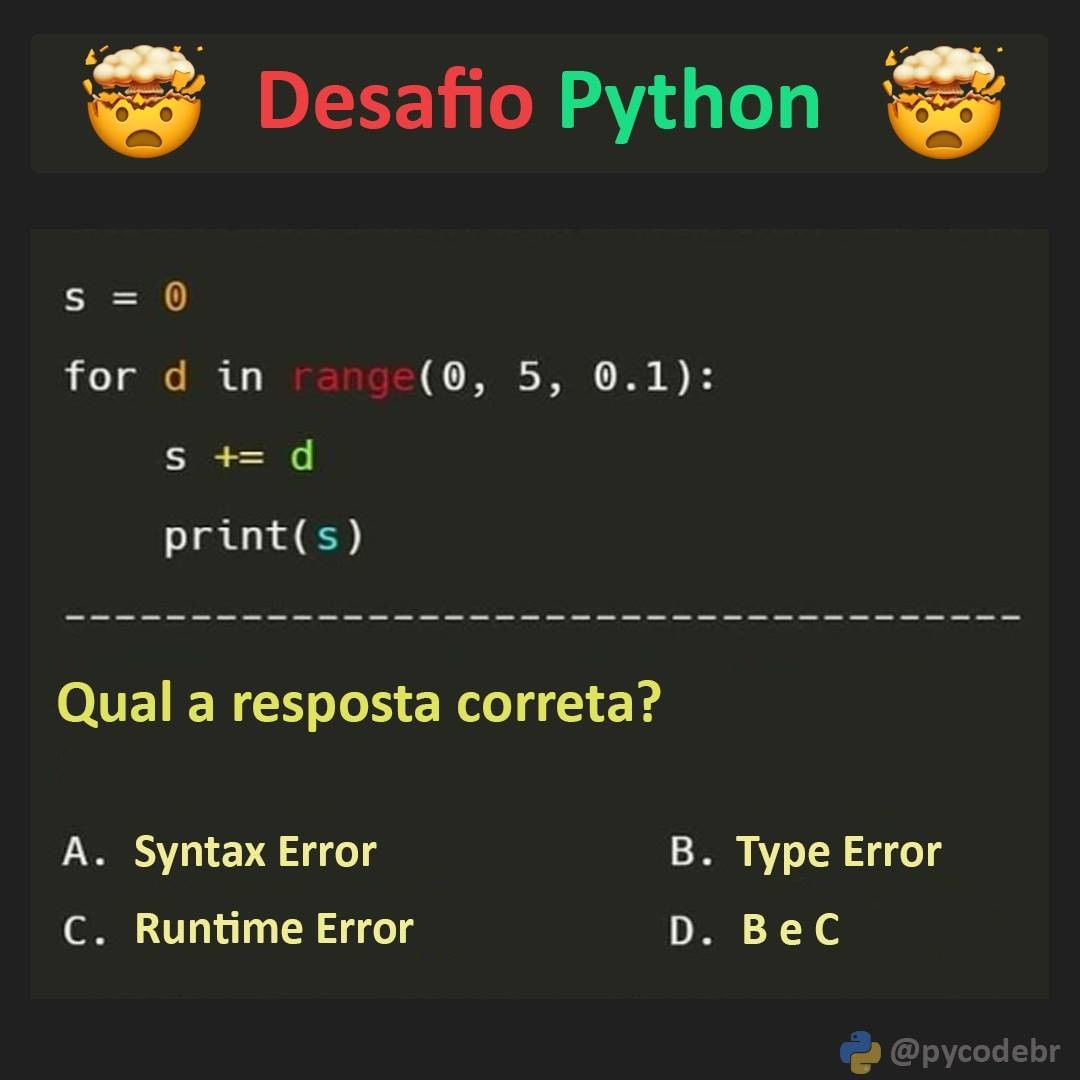 Desafio Python
s = 0
for d in range(0, 5, 0.1):
    s += d
    print(s)
---------------------------------------
Qual a resposta correta?
A. Syntax Error B. Type Error
C. Runtime Error D. B e C
@pycodebr